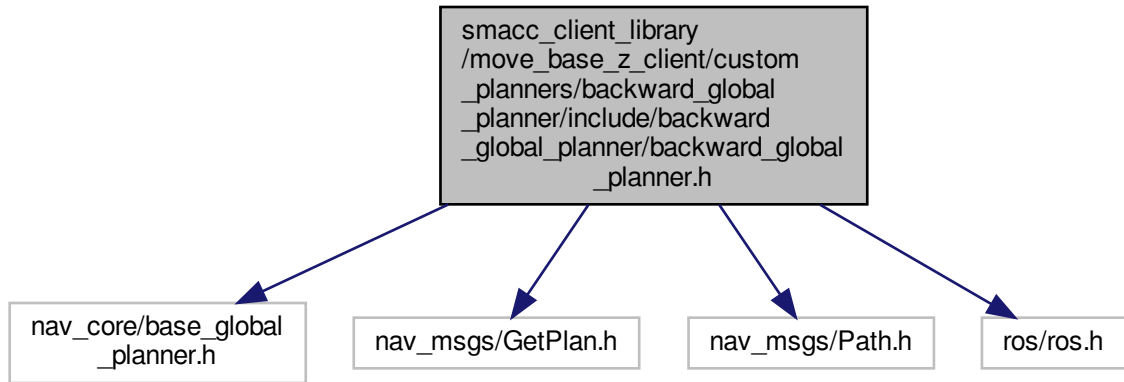 smacc_client_library
/move_base_z_client/custom
_planners/backward_global
_planner/include/backward
_global_planner/backward_global
_planner.h
nav_core/base_global
_planner.h
nav_msgs/GetPlan.h
nav_msgs/Path.h
ros/ros.h